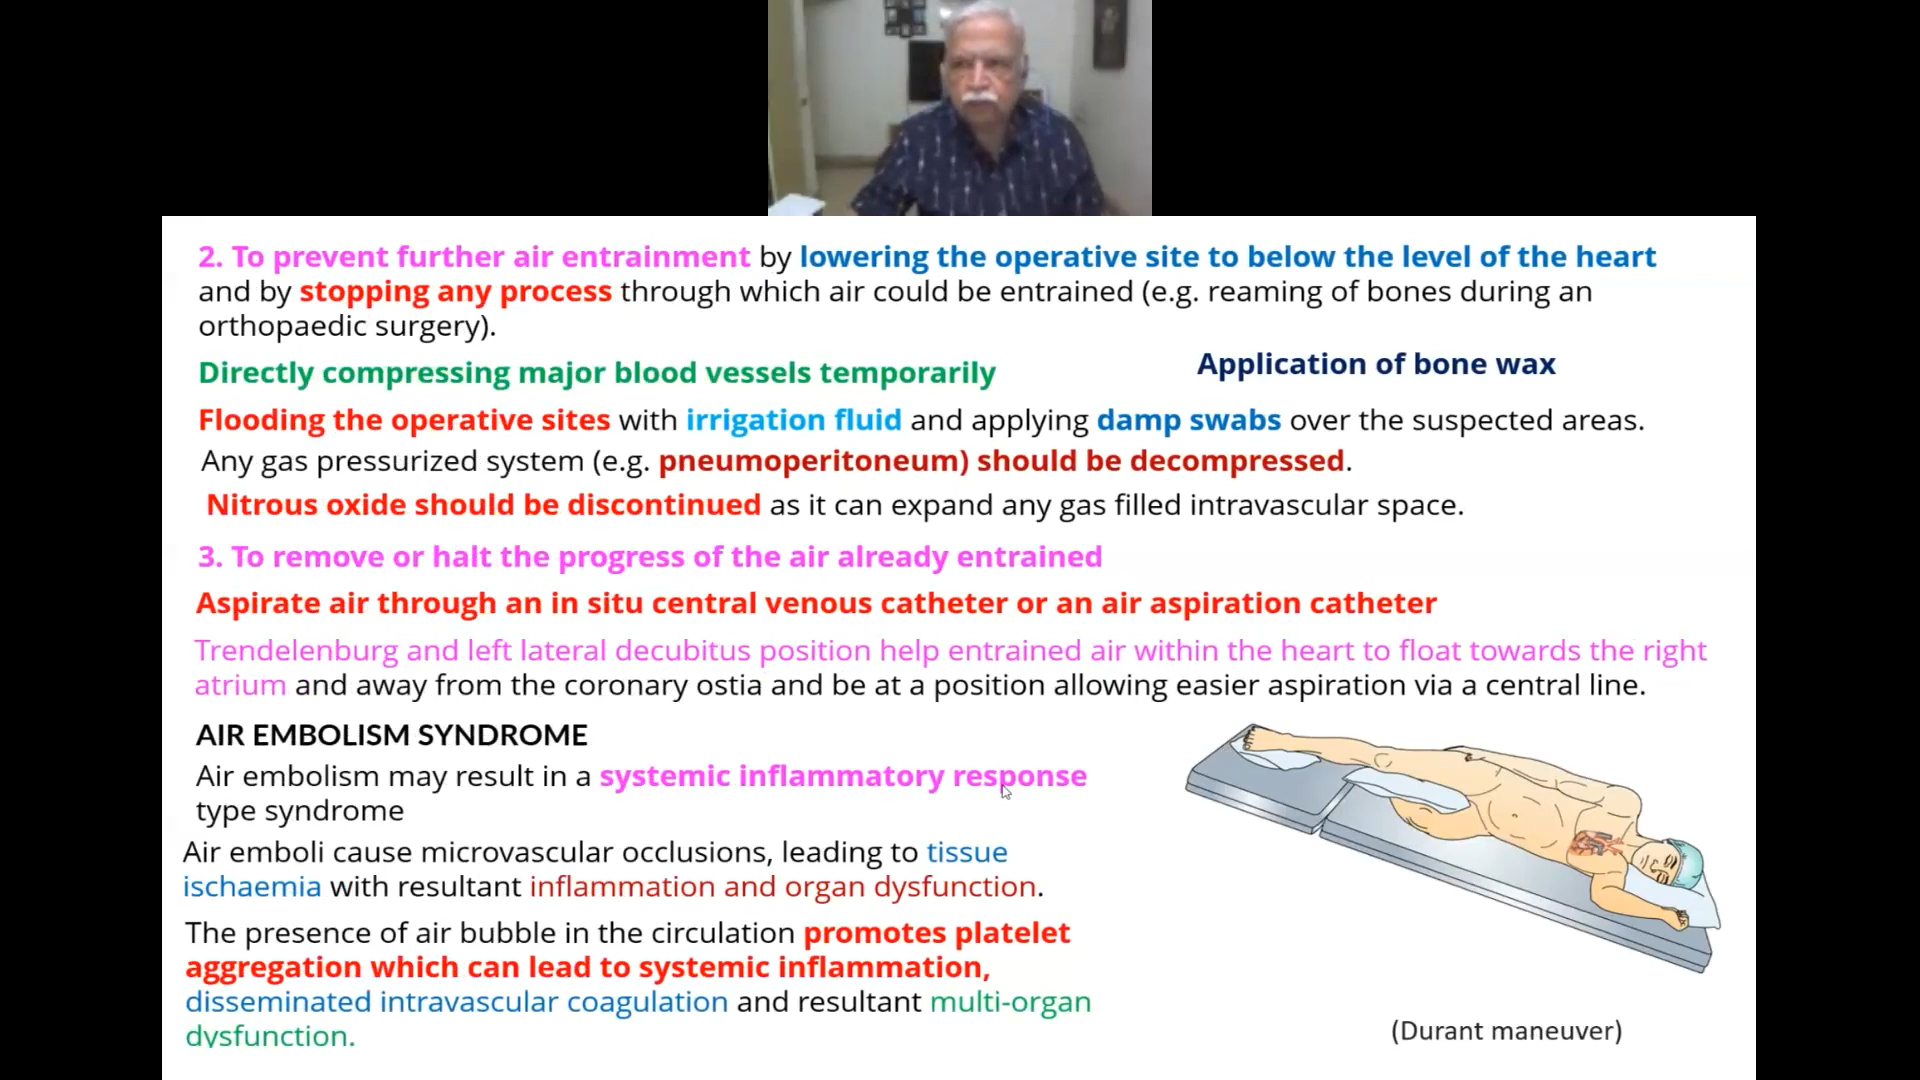 2. To prevent further air entrainment by lowering the operative site to below the level of the heart
and by stopping any process through which air could be entrained (e.g. reaming of bones during an
orthopaedic surgery).
Directly compressing major blood vessels temporarily
Application of bone wax
Flooding the operative sites with irrigation fluid and applying damp swabs over the suspected areas.
Any gas pressurized system (e.g. pneumoperitoneum) should be decompressed.
Nitrous oxide should be discontinued as it can expand any gas filled intravascular space.
3. To remove or halt the progress of the air already entrained
Aspirate air through an in situ central venous catheter or an air aspiration catheter
Trendelenburg and left lateral decubitus position help entrained air within the heart to float towards the right
atrium and away from the coronary ostia and be at a position allowing easier aspiration via a central line.
AIR EMBOLISM SYNDROME
Air embolism may result in a systemic inflammatory response
type syndrome
Air emboli cause microvascular occlusions, leading to tissue
ischaemia with resultant inflammation and organ dysfunction.
The presence of air bubble in the circulation promotes platelet
aggregation which can lead to systemic inflammation,
disseminated intravascular coagulation and resultant multi-organ
dysfunction.
(Durant maneuver)